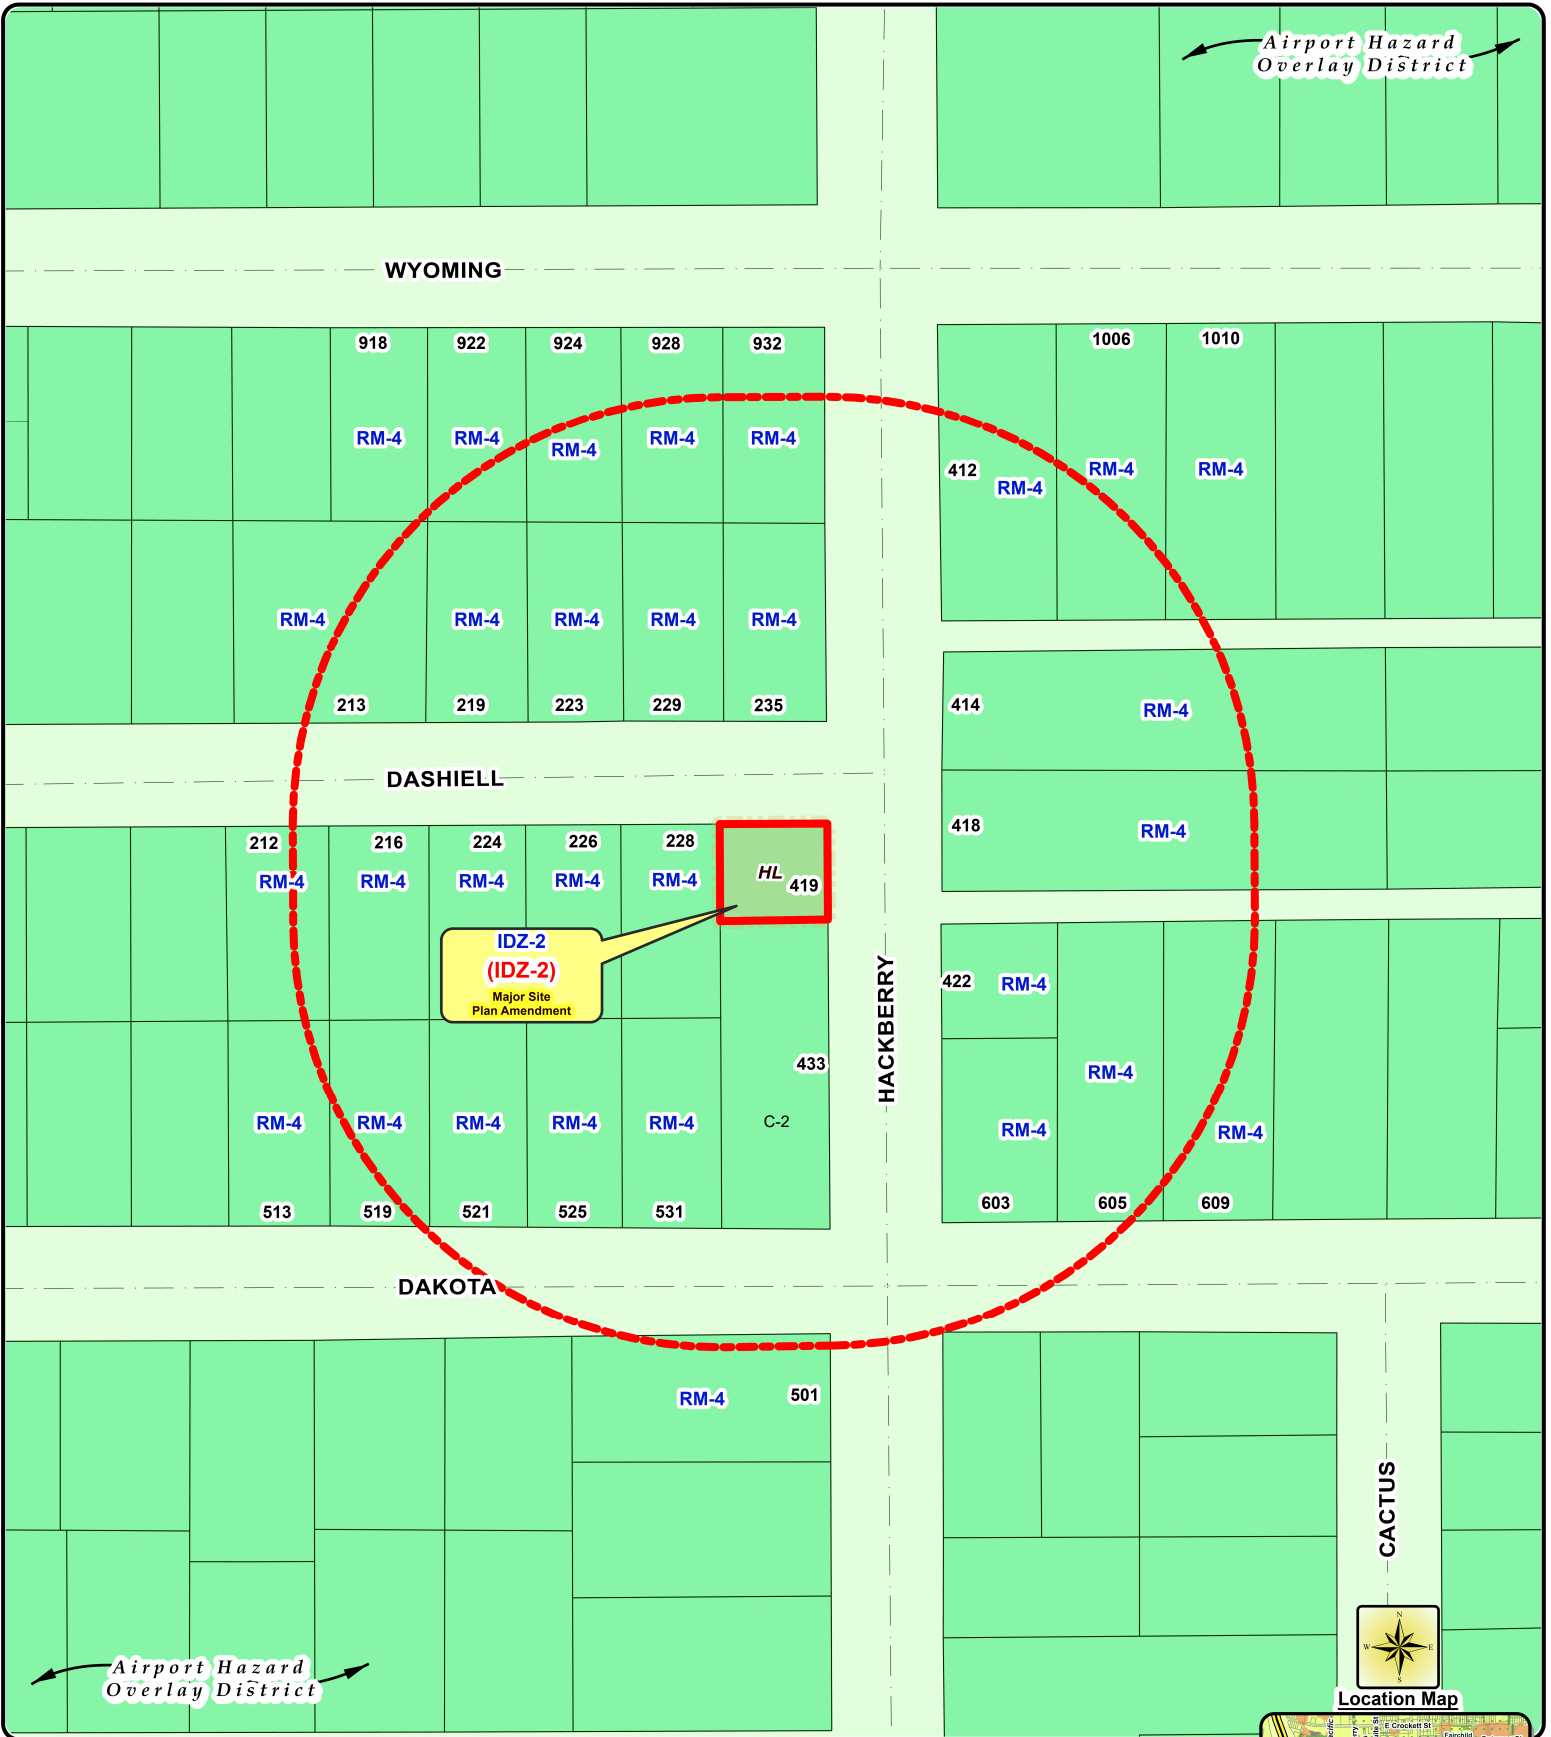 Airport Hazard
Overlay District
WYOMING
918 922 924 928 932
1006 1010
RM-4 RM-4 RM-4 RM-4 RM-4
412 RM-4 RM-4 RM-4
RM-4 RM-4 RM-4 RM-4 RM-4
213 219 223 229 235
414 RM-4
DASHIELL
418 RM-4
212 216 224 226 228
RM-4 RM-4 RM-4 RM-4 RM-4
HL 419
IDZ-2
(IDZ-2)
Major Site
Plan Amendment
422 RM-4
HACKBERRY
433
C-2
RM-4
RM-4 RM-4 RM-4 RM-4 RM-4
RM-4 RM-4
513 519 521 525 531
603 605 609
DAKOTA
RM-4 501
CACTUS
Airport Hazard
Overlay District
N
W E
S
Location Map
E Crockett St
Fairchild